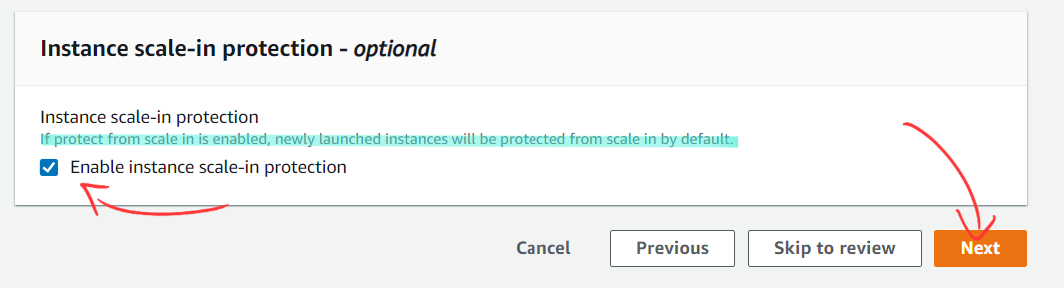 Instance scale-in protection - optional
Instance scale-in protection
If protect from scale in is enabled, newly launched instances will be protected from scale in by default.
Enable instance scale-in protection
Cancel
Previous
Skip to review
Next